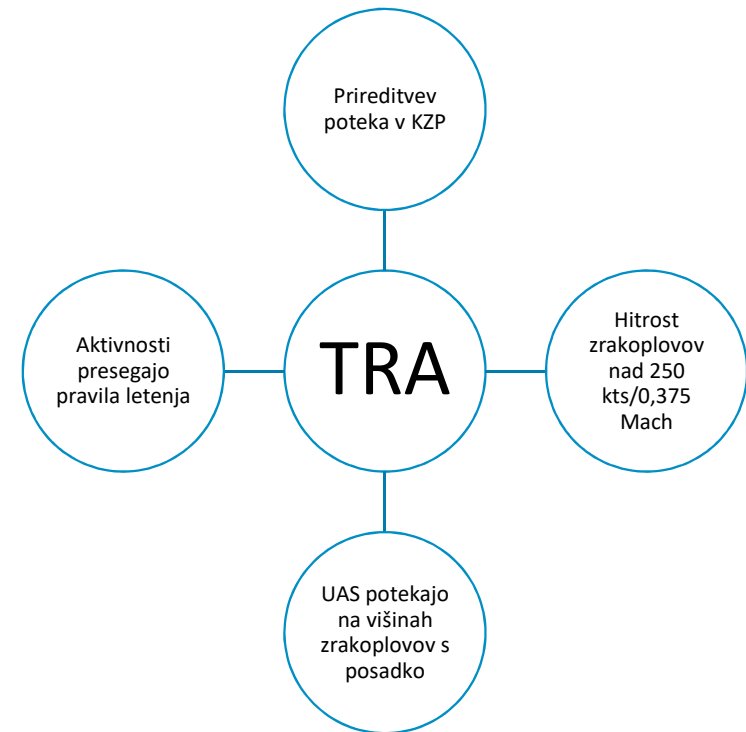 Prireditvev
poteka v KZP
Aktivnosti
presegajo
pravila letenja
TRA
Hitrost
zrakoplovov
nad 250
kts/0,375
Mach
UAS potekajo
na višinah
zrakoplovov s
posadko